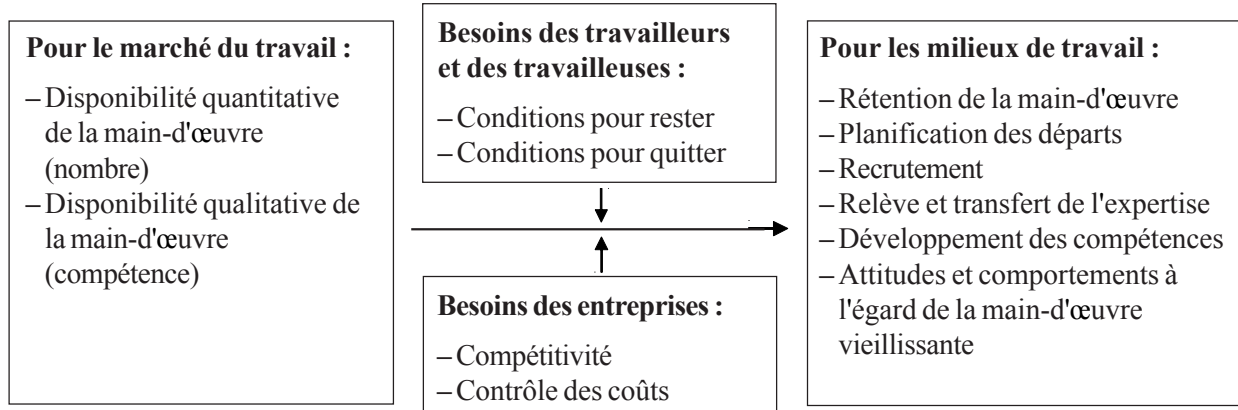 Pour le marché du travail :
– Disponibilité quantitative
de la main-d'œuvre
(nombre)
– Disponibilité qualitative de
la main-d'œuvre
(compétence)
Besoins des travailleurs
et des travailleuses :
– Conditions pour rester
– Conditions pour quitter
Besoins des entreprises :
– Compétitivité
– Contrôle des coûts
Pour les milieux de travail :
– Rétention de la main-d'œuvre
– Planification des départs
– Recrutement
– Relève et transfert de l'expertise
– Développement des compétences
– Attitudes et comportements à
l'égard de la main-d'œuvre
vieillissante